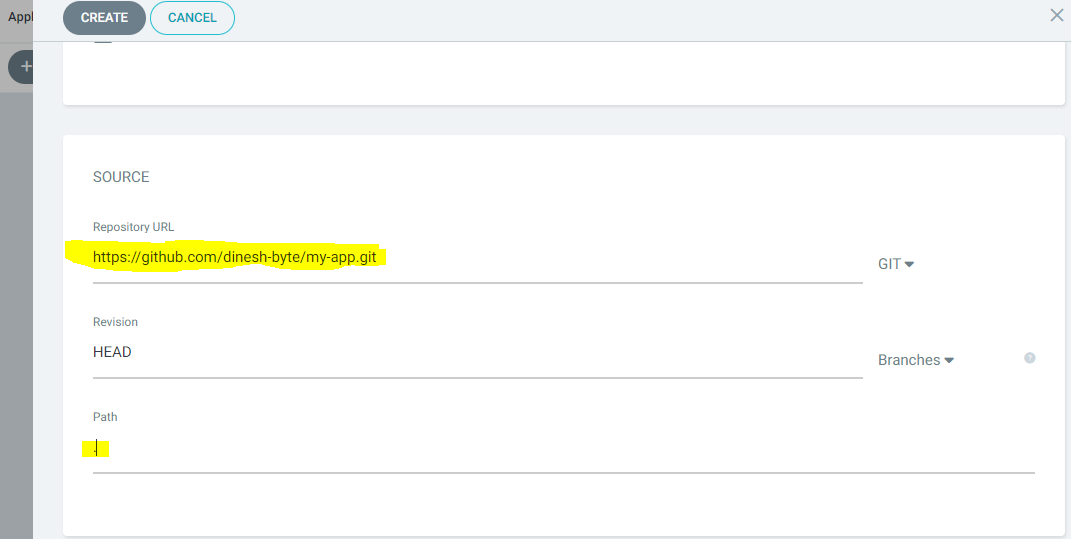 Appl
CREATE
CANCEL
+
SOURCE
Repository URL
https://github.com/dinesh-byte/my-app.git
GIT
Revision
HEAD
Branches
?
Path
.